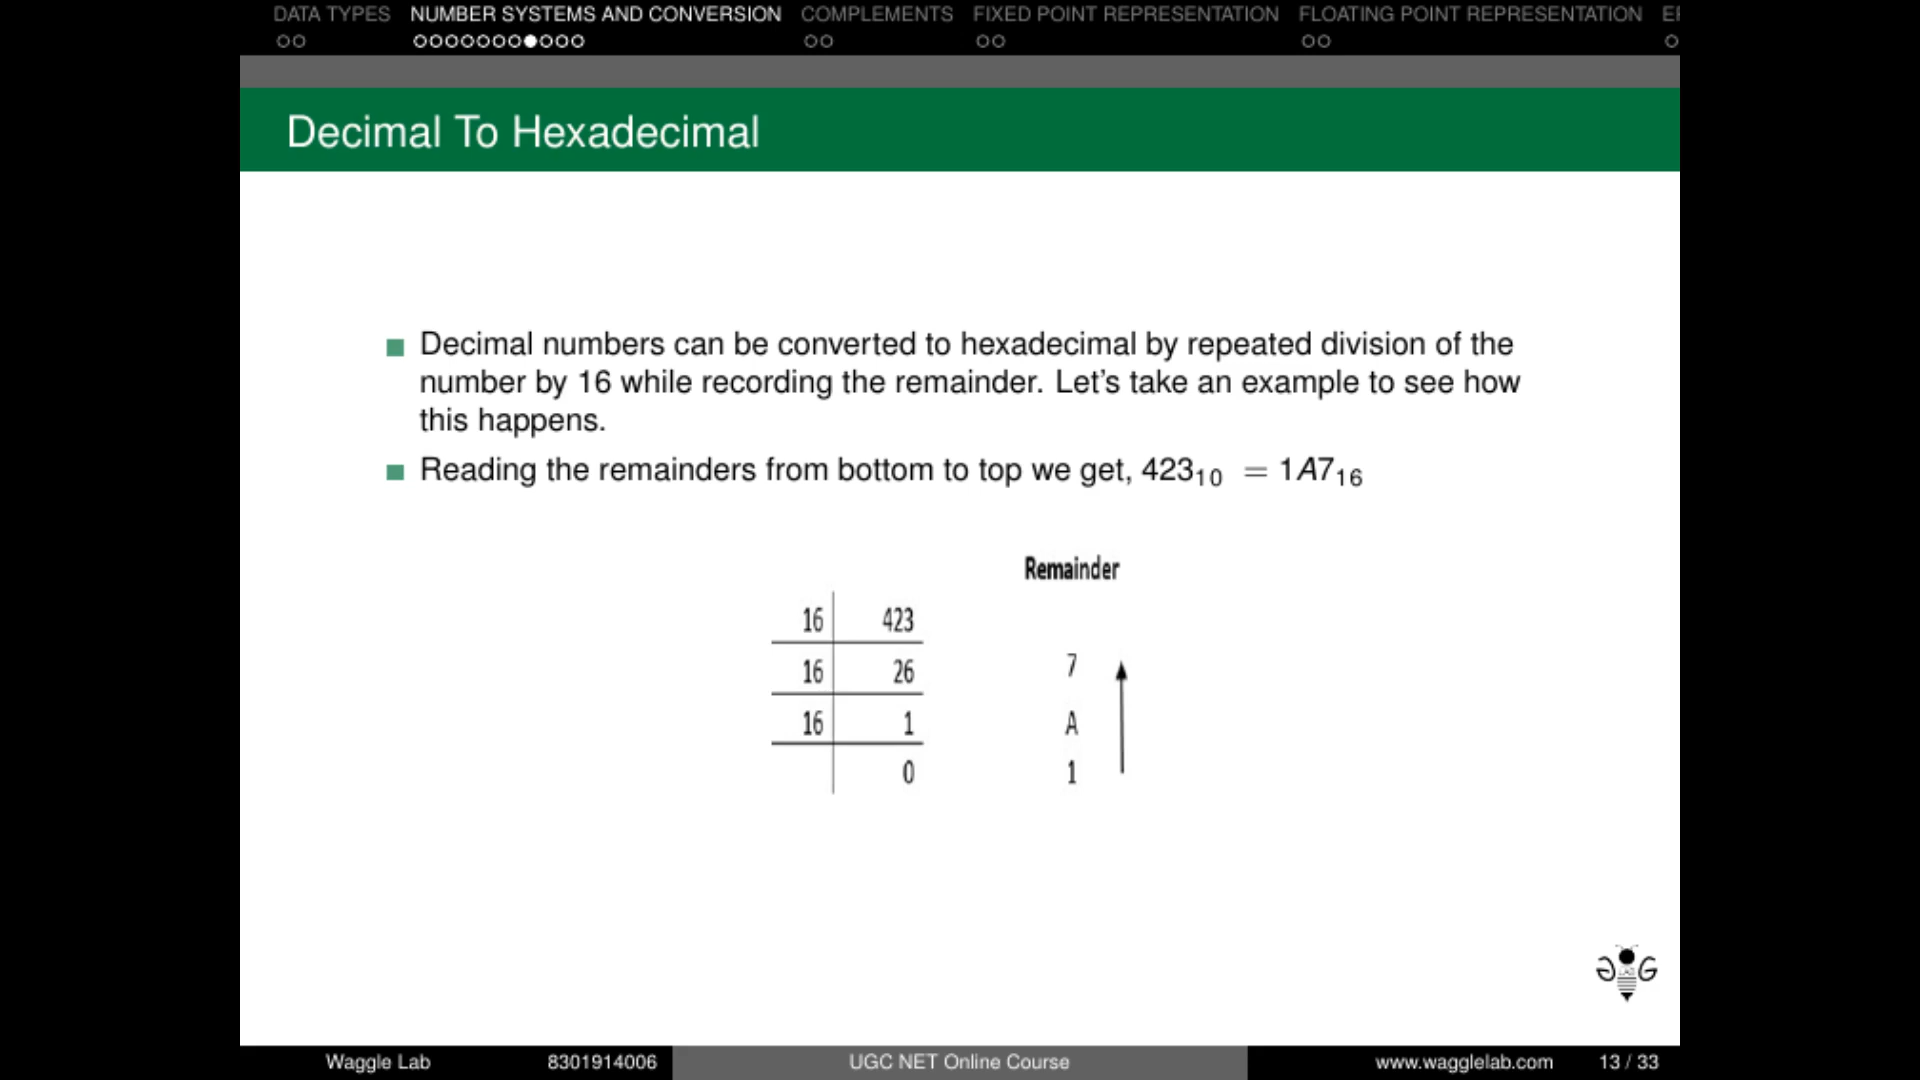 DATA TYPES NUMBER SYSTEMS AND CONVERSION COMPLEMENTS FIXED POINT REPRESENTATION FLOATING POINT REPRESENTATION
Decimal To Hexadecimal
Decimal numbers can be converted to hexadecimal by repeated division of the
number by 16 while recording the remainder. Let's take an example to see how
this happens.
Reading the remainders from bottom to top we get, 423₁₀ = 1A7₁₆
Remainder
16 423
16 26 7
16 1 A
0 1
Waggle Lab 8301914006 UGC NET Online Course www.wagglelab.com 13 / 33